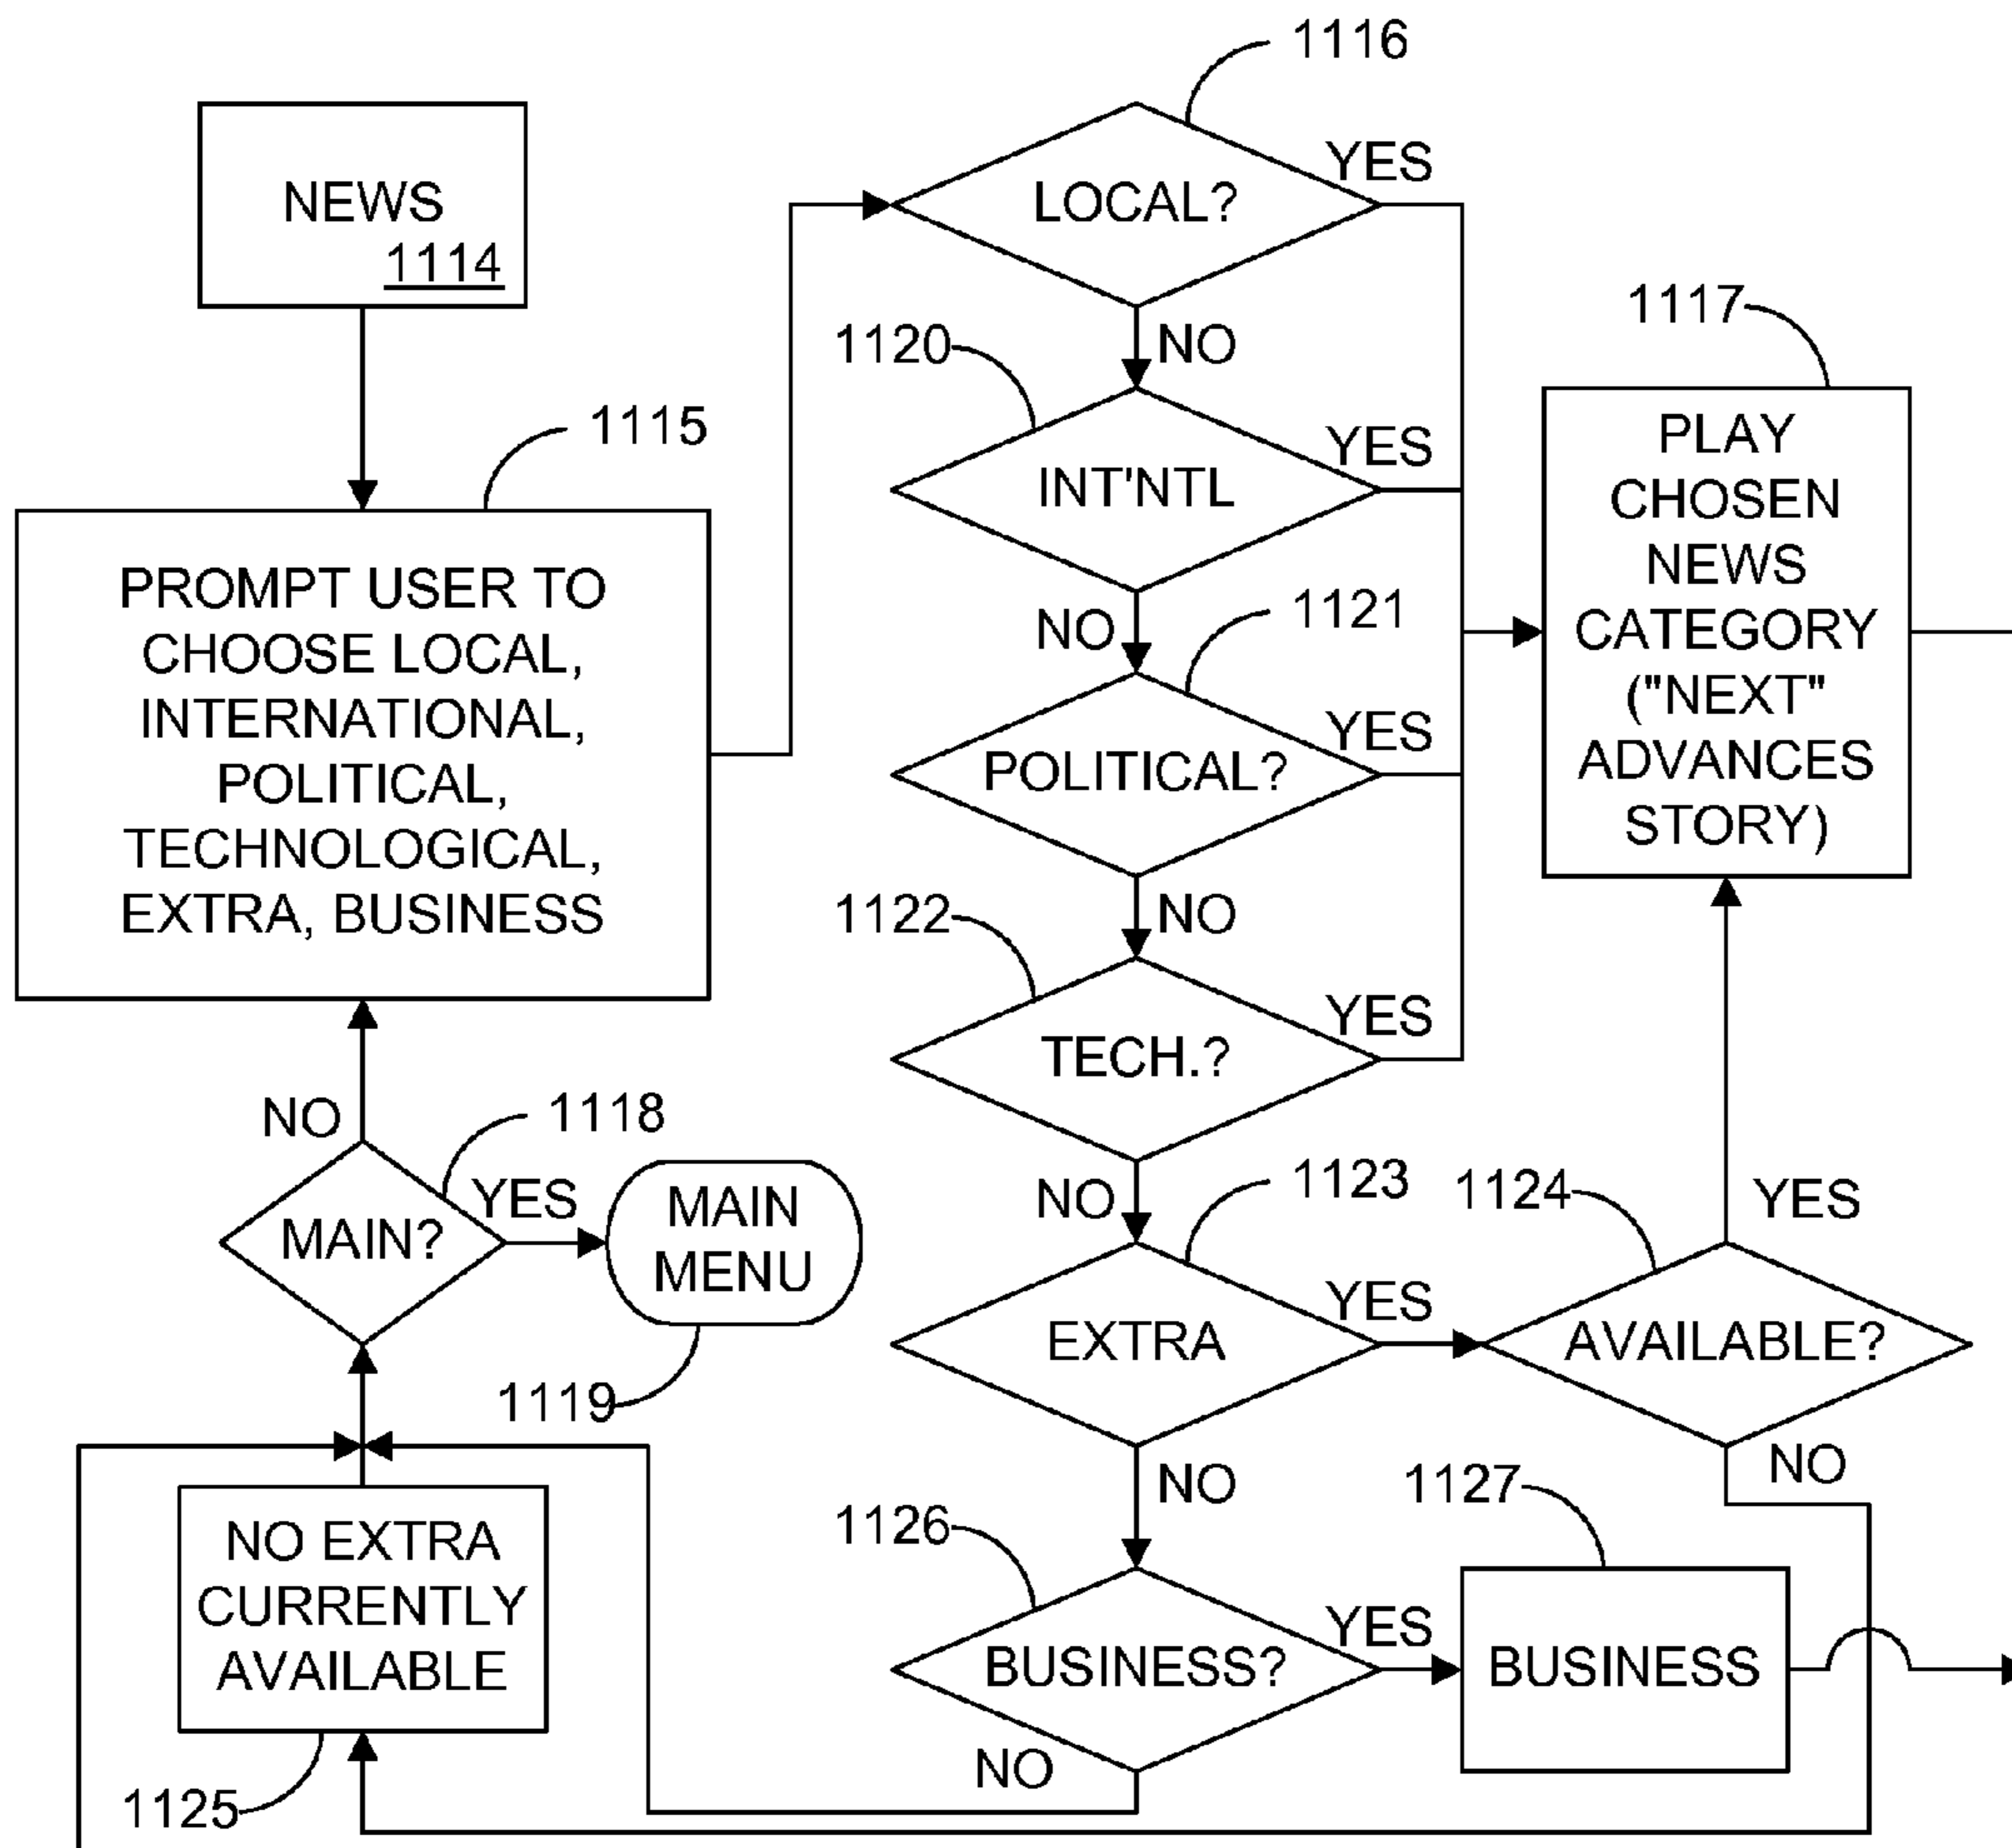 NEWS
1114
1115
PROMPT USER TO
CHOOSE LOCAL,
INTERNATIONAL,
POLITICAL,
TECHNOLOGICAL,
EXTRA, BUSINESS
1116
LOCAL?
YES
NO
1120
INT'NTL
YES
NO
1121
POLITICAL?
YES
NO
1122
TECH.?
YES
NO
1117
PLAY
CHOSEN
NEWS
CATEGORY
("NEXT"
ADVANCES
STORY)
NO
1118
MAIN?
YES
MAIN
MENU
1119
1123
EXTRA
YES
NO
1124
YES
AVAILABLE?
NO
NO EXTRA
CURRENTLY
AVAILABLE
1125
1126
BUSINESS?
YES
NO
1127
BUSINESS